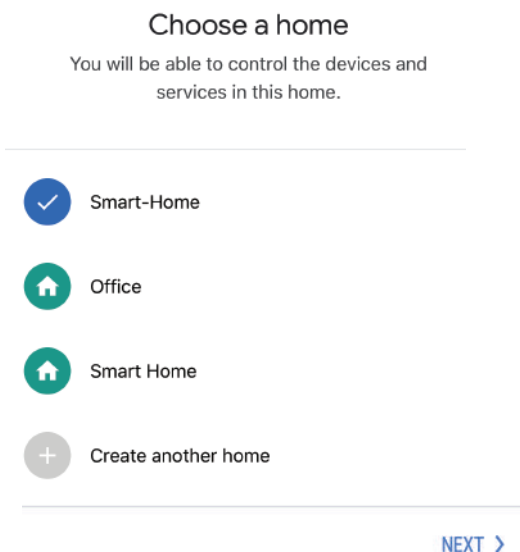 Choose a home
You will be able to control the devices and
services in this home.
Smart-Home
Office
Smart Home
Create another home
NEXT